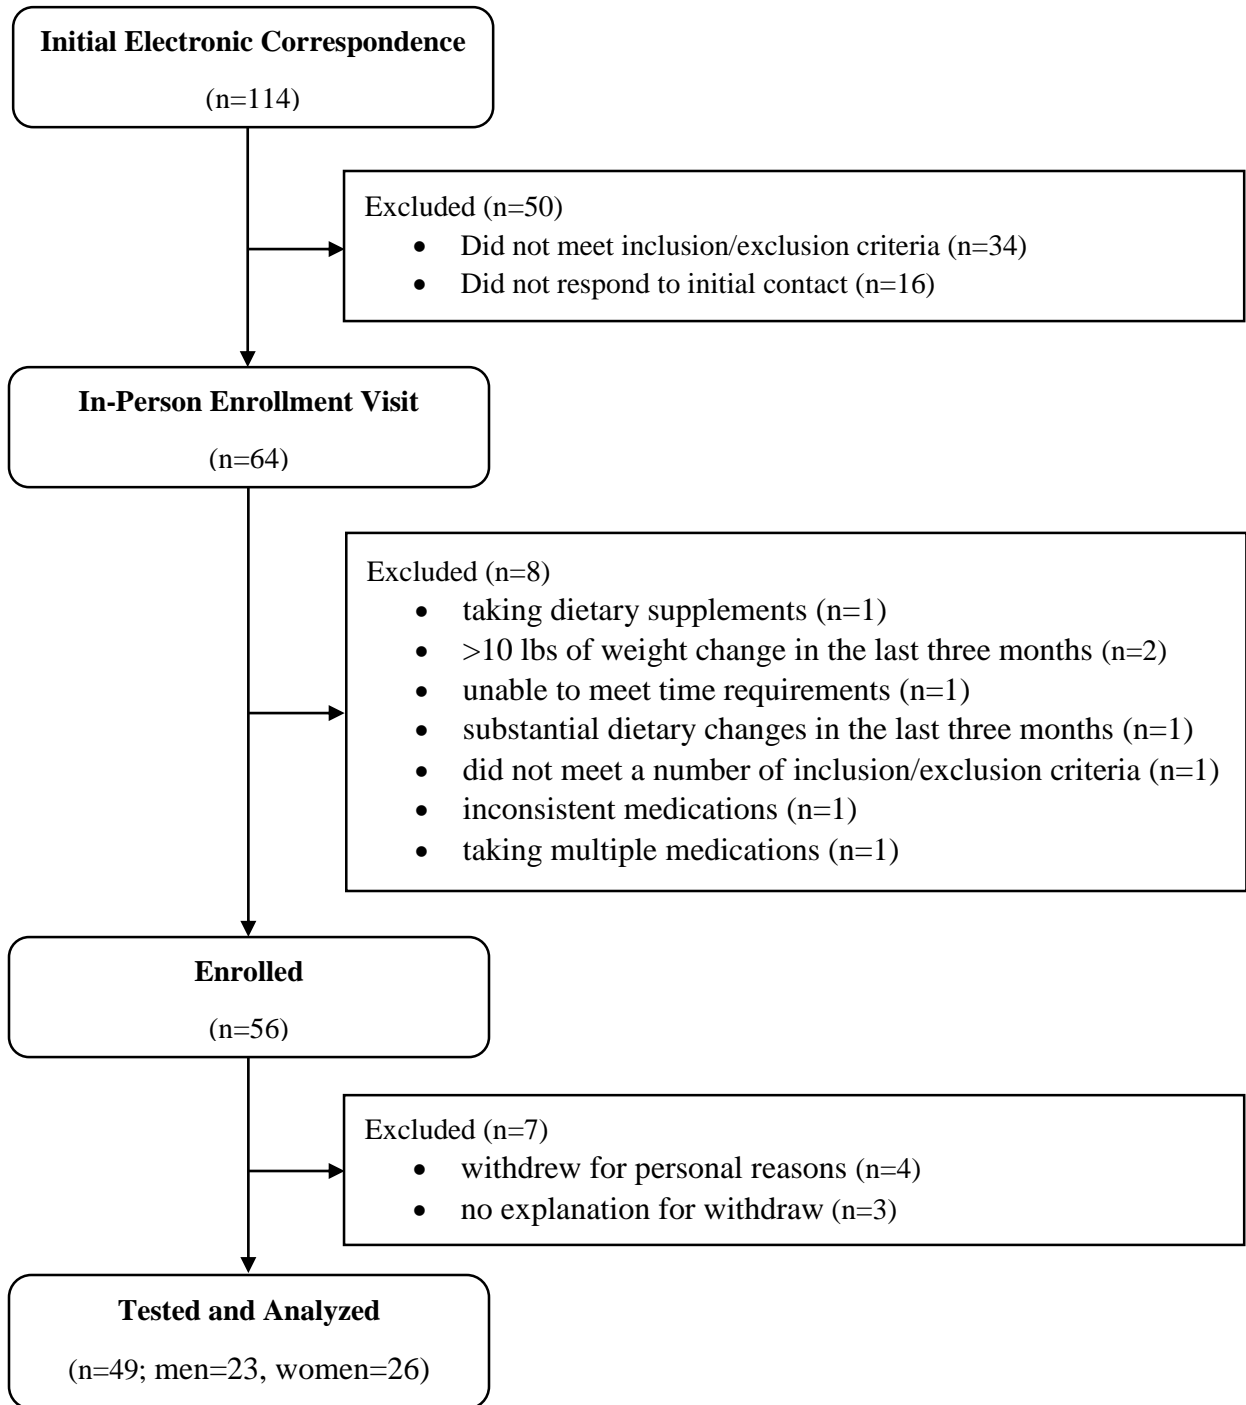 Initial Electronic Correspondence
(n=114)
Excluded (n=50)
• Did not meet inclusion/exclusion criteria (n=34)
• Did not respond to initial contact (n=16)
In-Person Enrollment Visit
(n=64)
Excluded (n=8)
• taking dietary supplements (n=1)
• >10 lbs of weight change in the last three months (n=2)
• unable to meet time requirements (n=1)
• substantial dietary changes in the last three months (n=1)
• did not meet a number of inclusion/exclusion criteria (n=1)
• inconsistent medications (n=1)
• taking multiple medications (n=1)
Enrolled
(n=56)
Excluded (n=7)
• withdrew for personal reasons (n=4)
• no explanation for withdraw (n=3)
Tested and Analyzed
(n=49; men=23, women=26)